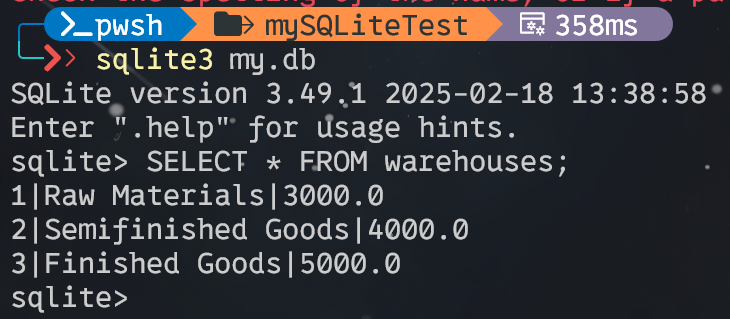 pwsh mySQLiteTest 358ms
sqlite3 my.db
SQLite version 3.49.1 2025-02-18 13:38:58
Enter ".help" for usage hints.
sqlite> SELECT * FROM warehouses;
1|Raw Materials|3000.0
2|Semifinished Goods|4000.0
3|Finished Goods|5000.0
sqlite>